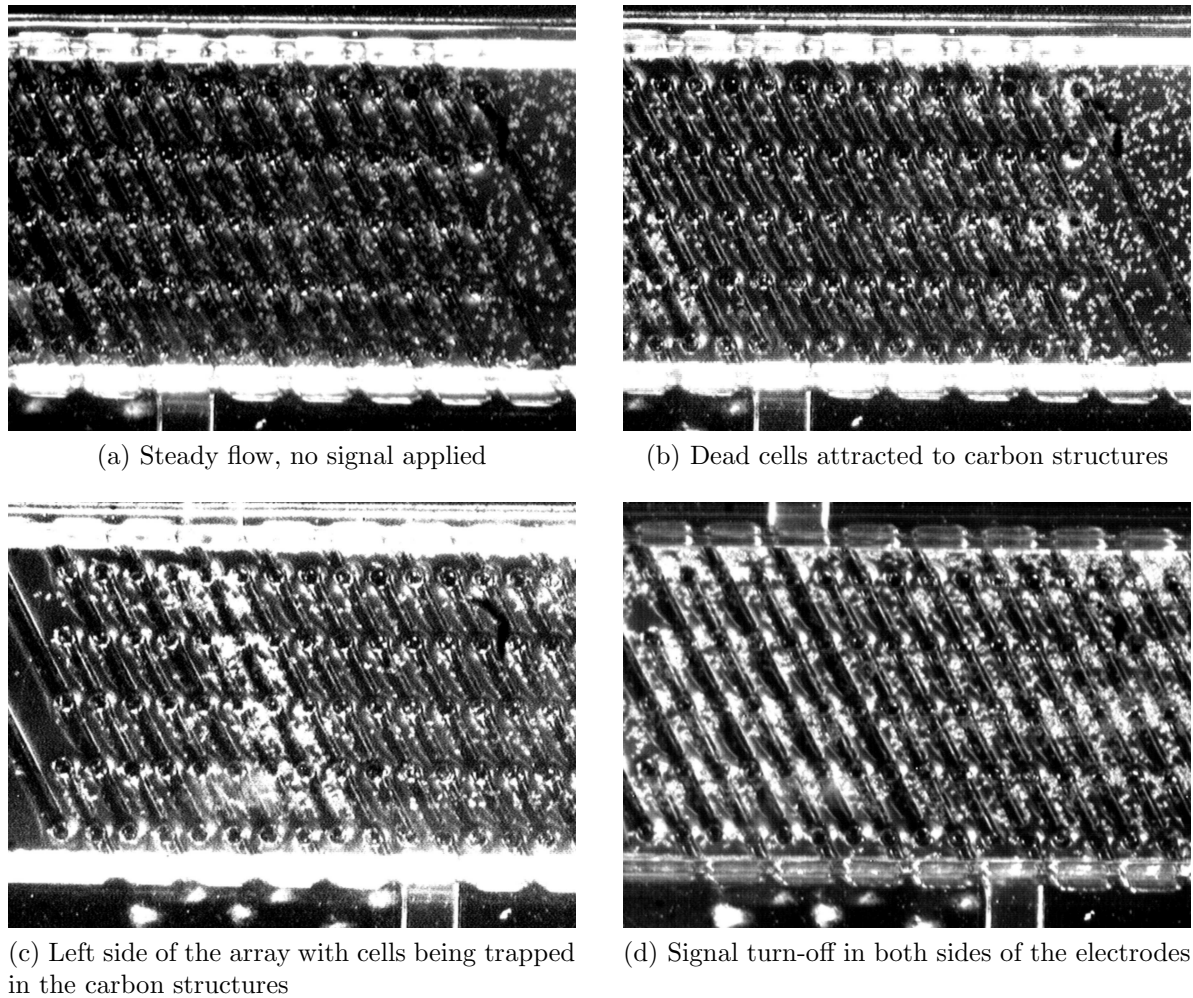 (a) Steady flow, no signal applied
(b) Dead cells attracted to carbon structures
(c) Left side of the array with cells being trapped
in the carbon structures
(d) Signal turn-off in both sides of the electrodes